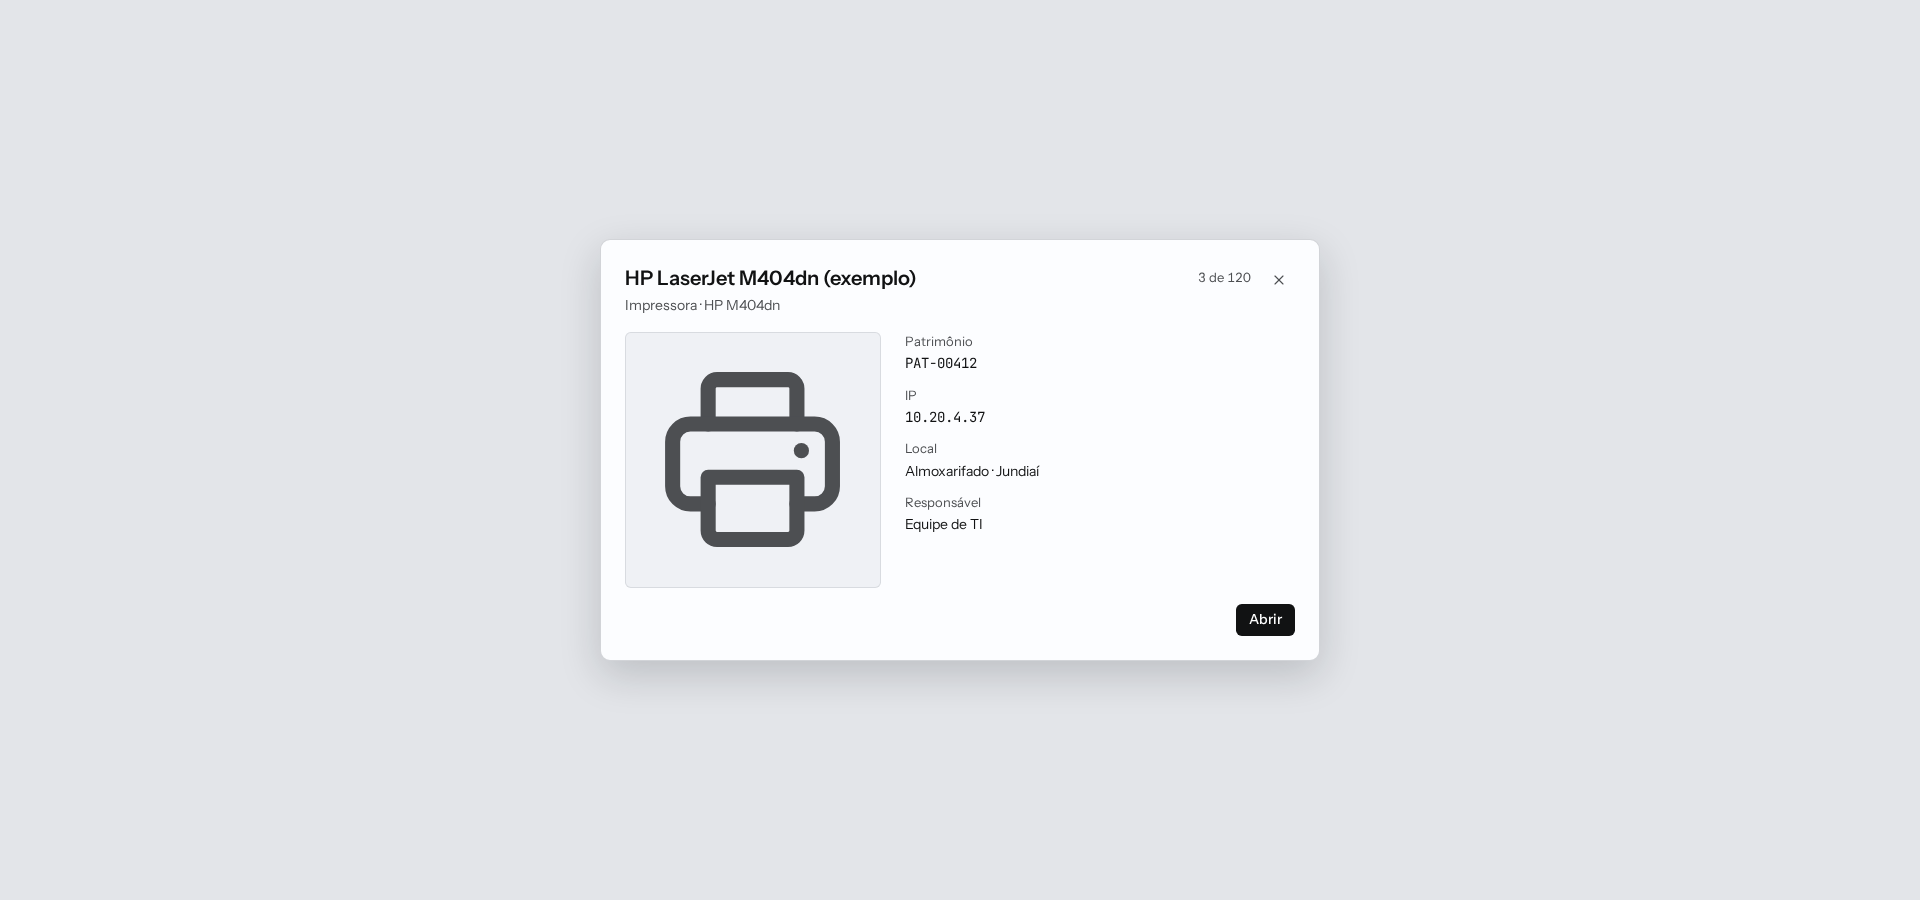 HP LaserJet M404dn (exemplo)
3 de 120
Impressora · HP M404dn
Patrimônio
PAT-00412
IP
10.20.4.37
Local
Almoxarifado · Jundiaí
Responsável
Equipe de TI
Abrir